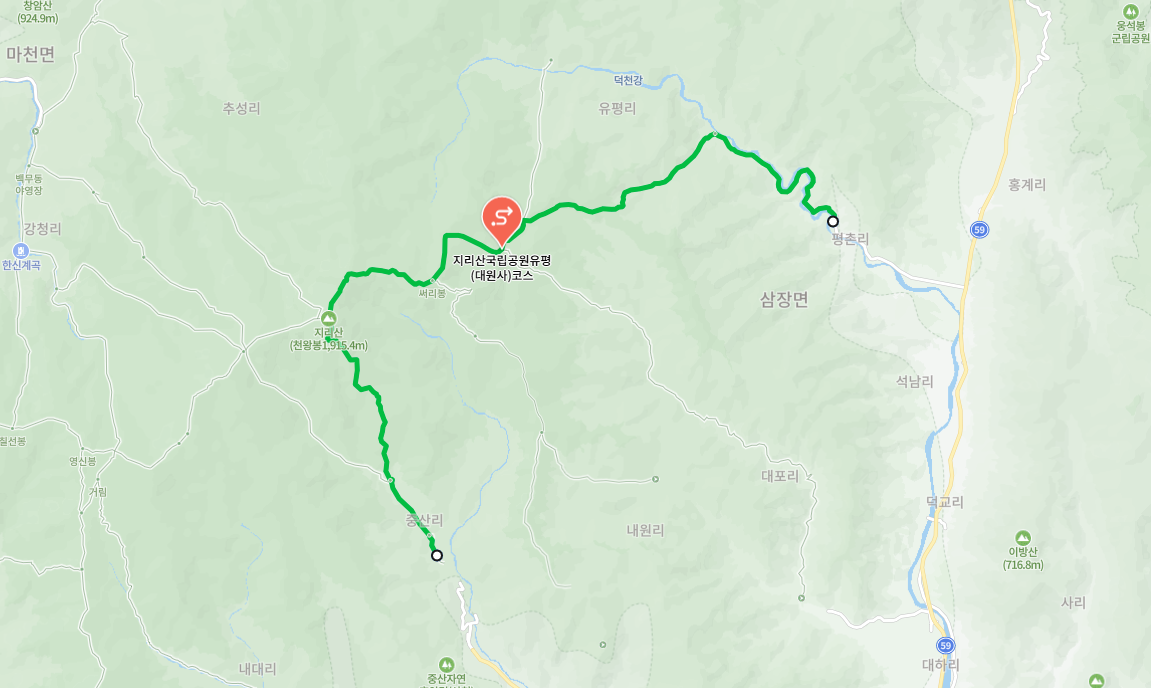 창암산
(924.9m)
웅석봉
군립공원
마천면
덕천강
추성리
유평리
백무동
야영장
홍계리
강청리
59
평촌리
한신계곡
지리산국립공원유평
(대원사)코스
써리봉
삼장면
지리산
(천왕봉1,915.4m)
석남리
칠선봉
영신봉
대포리
거림
덕교리
중산리
내원리
이방산
(716.8m)
사리
59
내대리
대하리
중산자연